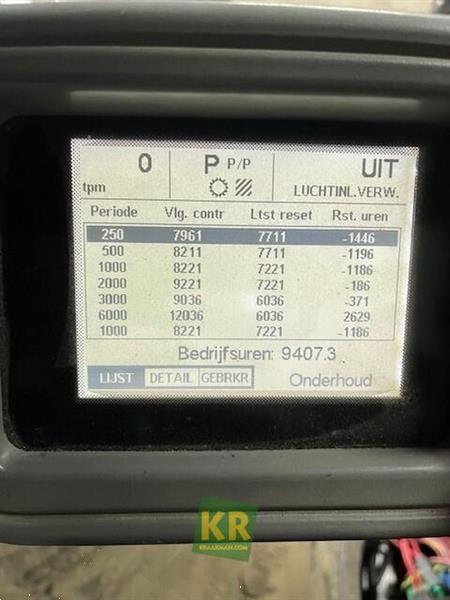 0 P P/P UIT
tpm LUCHTINL.VERW.
Periode Vlg. contr Ltst reset Rst. uren
250 7961 7711 -1446
500 8211 7711 -1196
1000 8221 7221 -1186
2000 9221 7221 -186
3000 9036 6036 -371
6000 12036 6036 2629
1000 8221 7221 -1186
Bedrijfsuren: 9407.3
LIJST DETAIL GEBRKR Onderhoud
KR
KRAAKMAN.COM